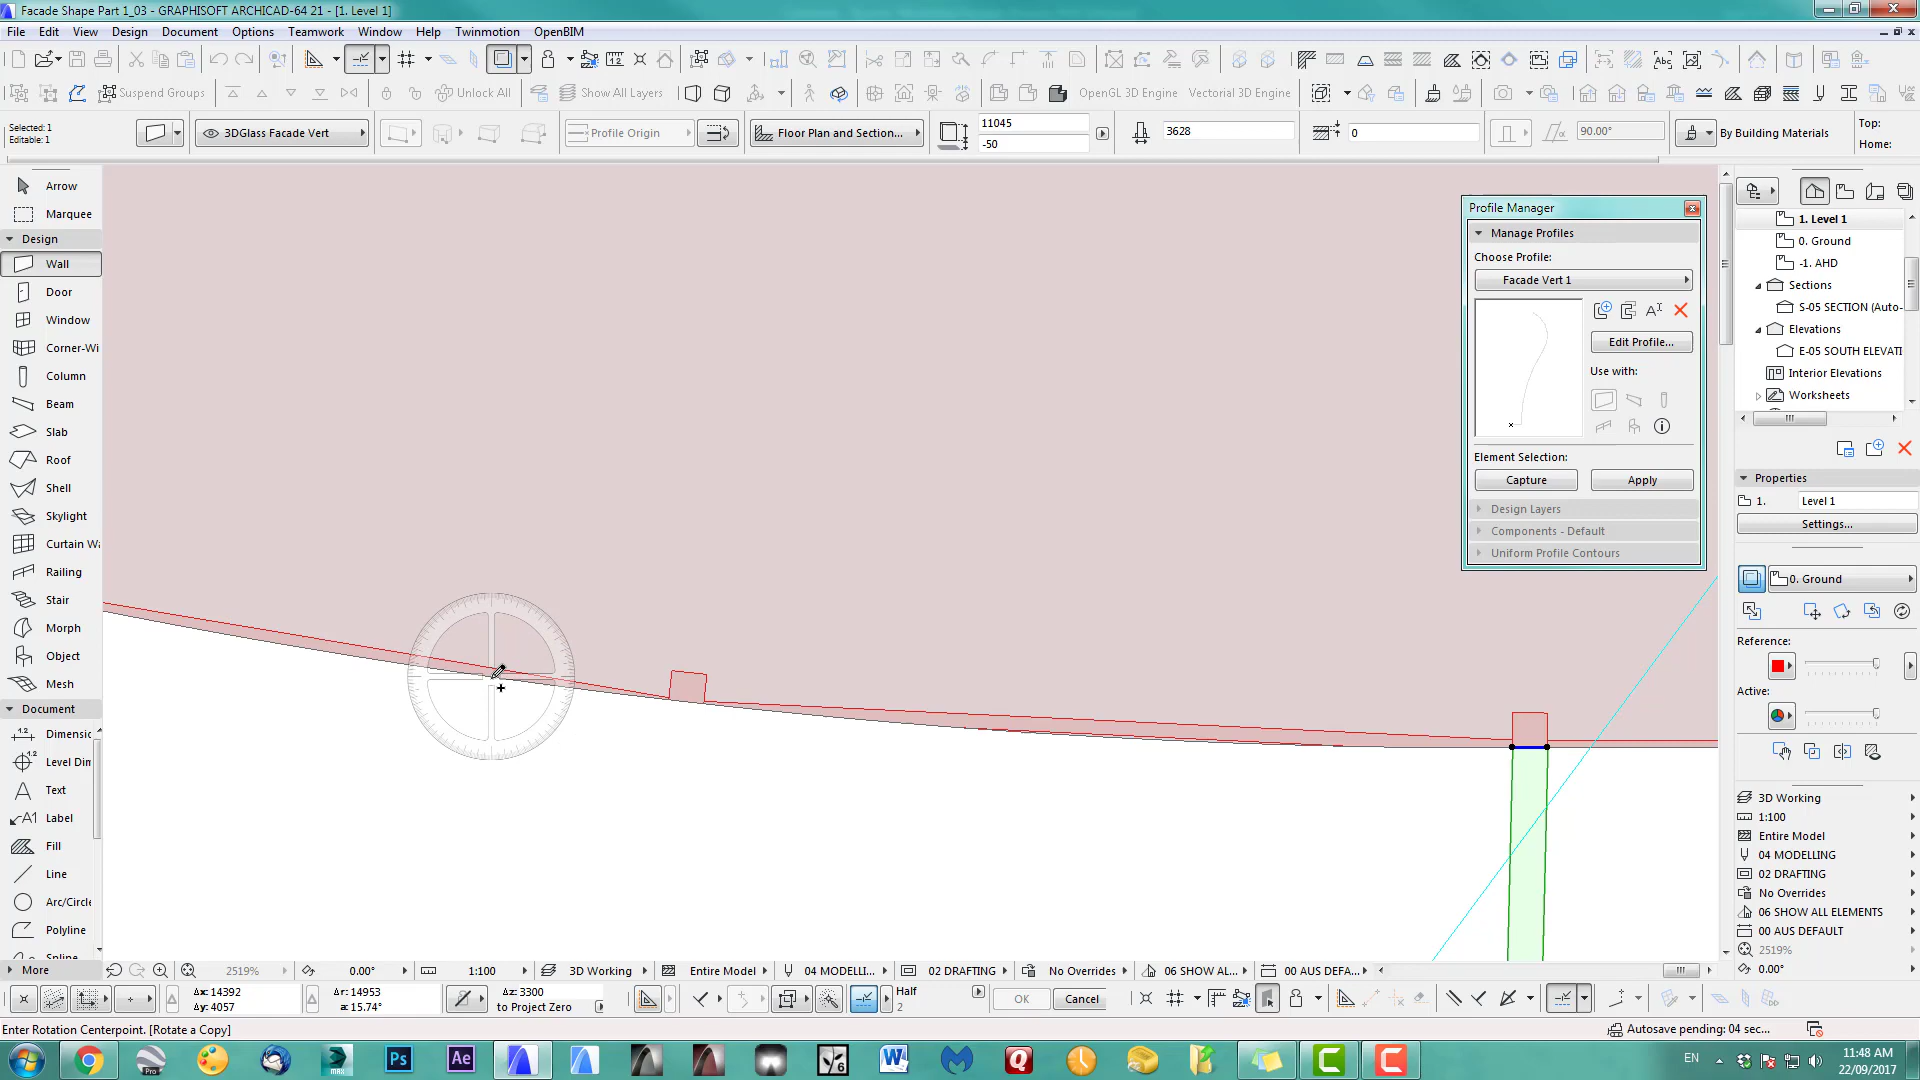 Facade Shape Part 1_03 - GRAPHISOFT ARCHICAD-64 21 - [1. Level 1]
File Edit View Design Document Options Teamwork Window Help Twinmotion OpenBIM
Suspend Groups Unlock All Show All Layers OpenGL 3D Engine Vectorial 3D Engine
Selected: 1
Editable: 1
3DGlass Facade Vert
Profile Origin
Floor Plan and Section...
11045
-50
3628
0
90.00°
By Building Materials
Top:
Home:
Arrow
Marquee
Design
Wall
Door
Window
Corner-Wi
Column
Beam
Slab
Roof
Shell
Skylight
Curtain Wa
Railing
Stair
Morph
Object
Mesh
Document
Dimensic
Level Dim
Text
Label
Fill
Line
Arc/Circle
Polyline
Spline
More
Profile Manager
Manage Profiles
Choose Profile:
Facade Vert 1
Edit Profile...
Use with:
Element Selection:
Capture Apply
Design Layers
Components - Default
Uniform Profile Contours
1. Level 1
0. Ground
-1. AHD
Sections
S-05 SECTION (Auto-
Elevations
E-05 SOUTH ELEVATI
Interior Elevations
Worksheets
Properties
1. Level 1
Settings...
0. Ground
Reference:
Active:
3D Working
1:100
Entire Model
04 MODELLING
02 DRAFTING
No Overrides
06 SHOW ALL ELEMENTS
00 AUS DEFAULT
2519%
0.00°
2519% 0.00° 1:100 3D Working Entire Model 04 MODELLI... 02 DRAFTING No Overrides 06 SHOW AL... 00 AUS DEFA...
Δx: 14392
Δy: 4057
Δr: 14953
a: 15.74°
Δz: 3300
to Project Zero
Half
2
OK Cancel
Enter Rotation Centerpoint. [Rotate a Copy]
Autosave pending: 04 sec...
EN
11:48 AM
22/09/2017